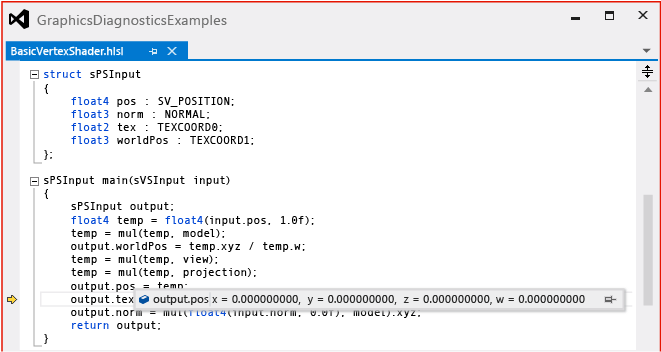 GraphicsDiagnosticsExamples
BasicVertexShader.hlsl
struct sPSInput
{
float4 pos : SV_POSITION;
float3 norm : NORMAL;
float2 tex : TEXCOORD0;
float3 worldPos : TEXCOORD1;
};
sPSInput main(sVSInput input)
{
sPSInput output;
float4 temp = float4(input.pos, 1.0f);
temp = mul(temp, model);
output.worldPos = temp.xyz / temp.w;
temp = mul(temp, view);
temp = mul(temp, projection);
output.pos = temp;
output.tex output.pos x = 0.000000000, y = 0.000000000, z = 0.000000000, w = 0.000000000
output.norm = mul(float4(input.norm, 0.0f), model).xyz;
return output;
}